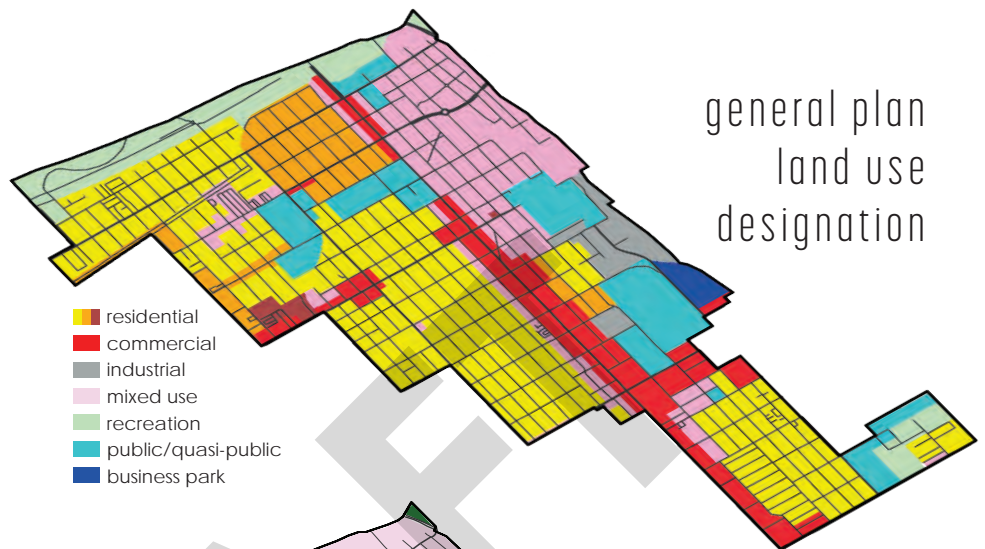 general plan
land use
designation
residential
commercial
industrial
mixed use
recreation
public/quasi-public
business park